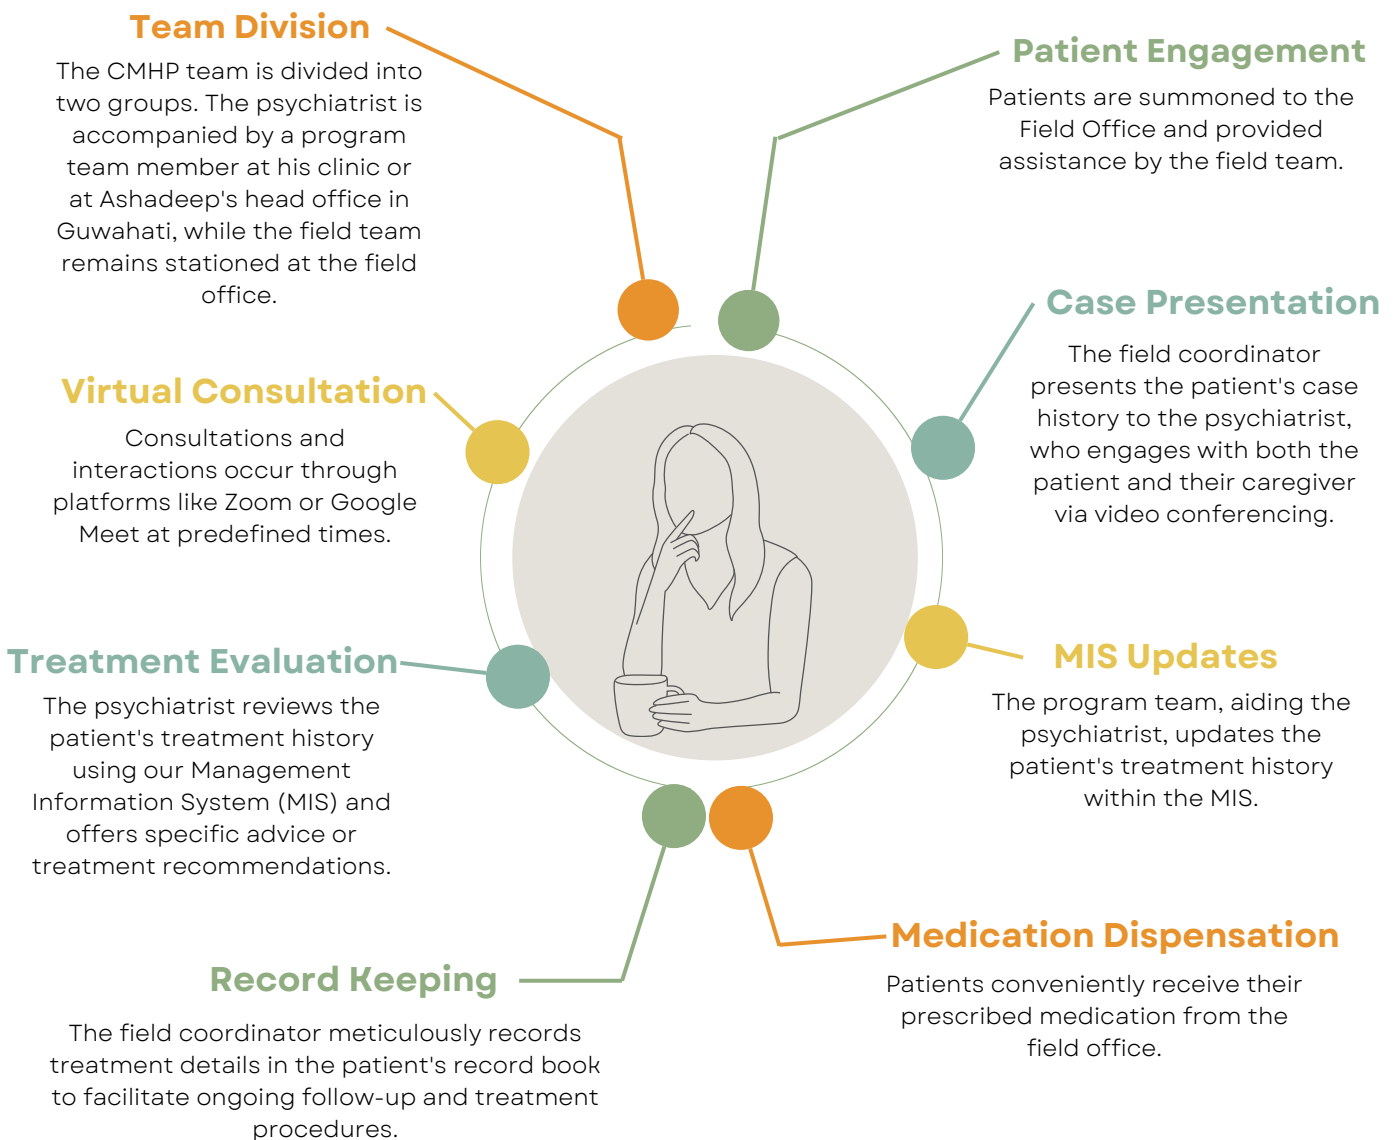 Team Division
The CMHP team is divided into
two groups. The psychiatrist is
accompanied by a program
team member at his clinic or
at Ashadeep's head office in
Guwahati, while the field team
remains stationed at the field
office.
Patient Engagement
Patients are summoned to the
Field Office and provided
assistance by the field team.
Virtual Consultation
Consultations and
interactions occur through
platforms like Zoom or Google
Meet at predefined times.
Case Presentation
The field coordinator
presents the patient's case
history to the psychiatrist,
who engages with both the
patient and their caregiver
via video conferencing.
Treatment Evaluation
The psychiatrist reviews the
patient's treatment history
using our Management
Information System (MIS) and
offers specific advice or
treatment recommendations.
MIS Updates
The program team, aiding the
psychiatrist, updates the
patient's treatment history
within the MIS.
Record Keeping
The field coordinator meticulously records
treatment details in the patient's record book
to facilitate ongoing follow-up and treatment
procedures.
Medication Dispensation
Patients conveniently receive their
prescribed medication from the
field office.